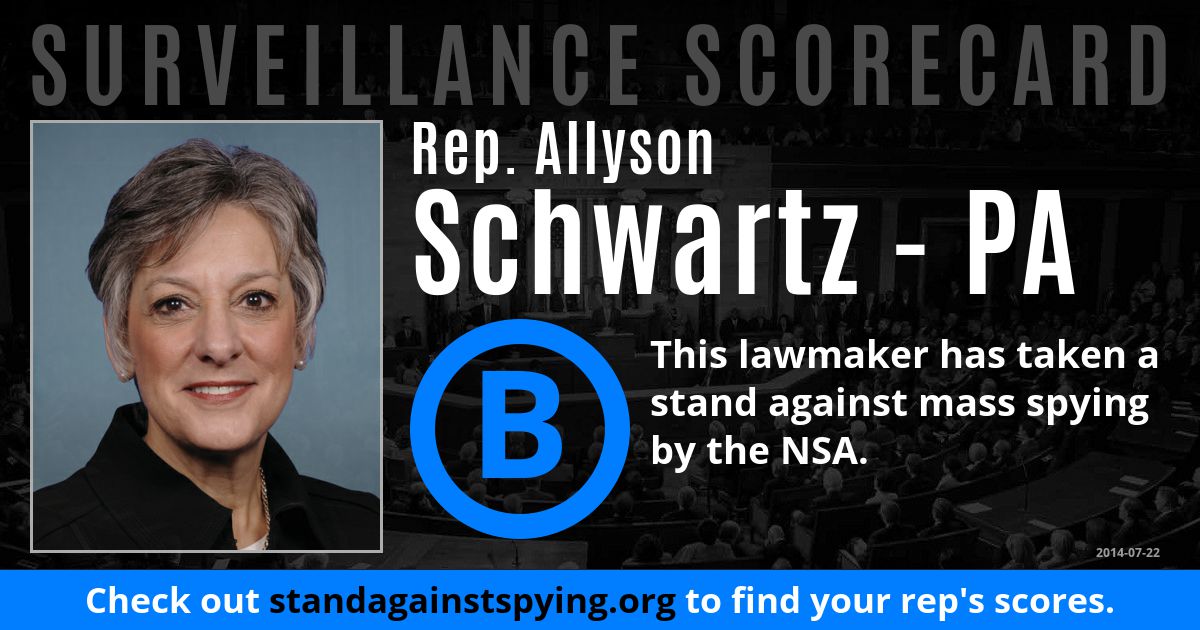 SURVEILLANCE SCORECARD
Rep. Allyson
Schwartz - PA
B
This lawmaker has taken a
stand against mass spying
by the NSA.
2014-07-22
Check out standagainstspying.org to find your rep's scores.